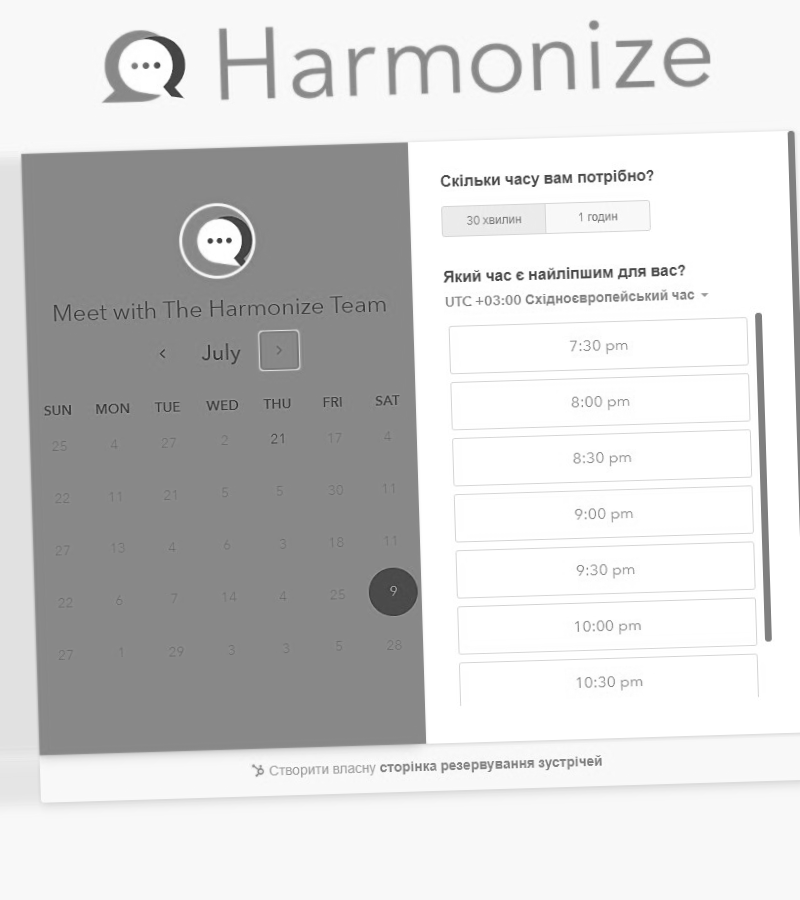 Harmonize
Meet with The Harmonize Team
July
SUN MON TUE WED THU FRI SAT
25 4 27 2 21 17 4
22 11 21 5 5 30 11
27 13 4 6 3 18 11
22 6 7 14 4 25 9
27 1 29 3 3 5 28
Скільки часу вам потрібно?
30 хвилин 1 годин
Який час є найліпшим для вас?
UTC +03:00 Східноєвропейський час
7:30 pm
8:00 pm
8:30 pm
9:00 pm
9:30 pm
10:00 pm
10:30 pm
Створити власну сторінка резервування зустрічей